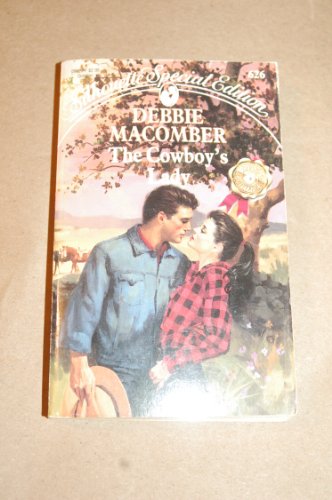 Silhouette Special Edition
626
DEBBIE
MACOMBER
The Cowboy's
Lady